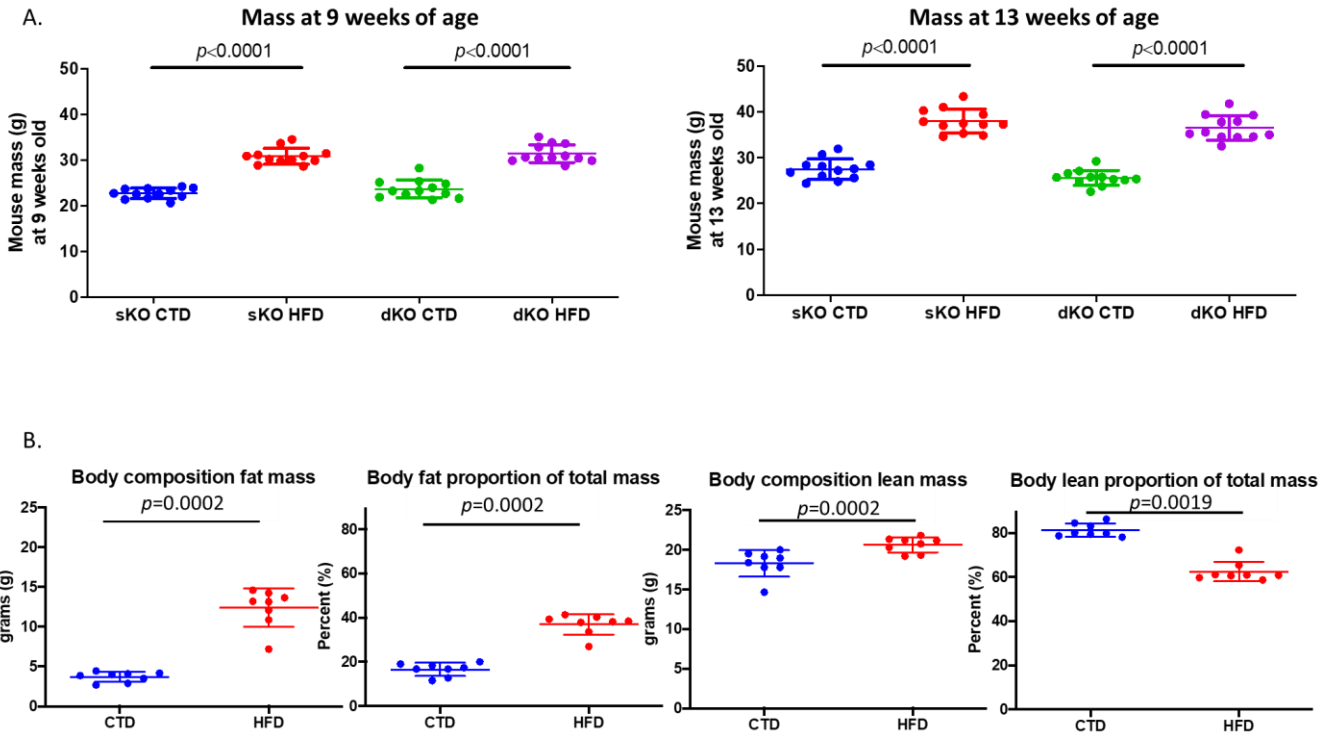 A.
Mass at 9 weeks of age
p<0.0001
p<0.0001
Mouse mass (g)
at 9 weeks old
50
40
30
20
10
0
sKO CTD
sKO HFD
dKO CTD
dKO HFD
Mass at 13 weeks of age
p<0.0001
p<0.0001
Mouse mass (g)
at 13 weeks old
50
40
30
20
10
0
sKO CTD
sKO HFD
dKO CTD
dKO HFD
B.
Body composition fat mass
p=0.0002
grams (g)
25
20
15
10
5
0
CTD
HFD
Body fat proportion of total mass
p=0.0002
Percent (%)
80
60
40
20
0
CTD
HFD
Body composition lean mass
p=0.0002
grams (g)
25
20
15
10
5
0
CTD
HFD
Body lean proportion of total mass
p=0.0019
Percent (%)
80
60
40
20
0
CTD
HFD